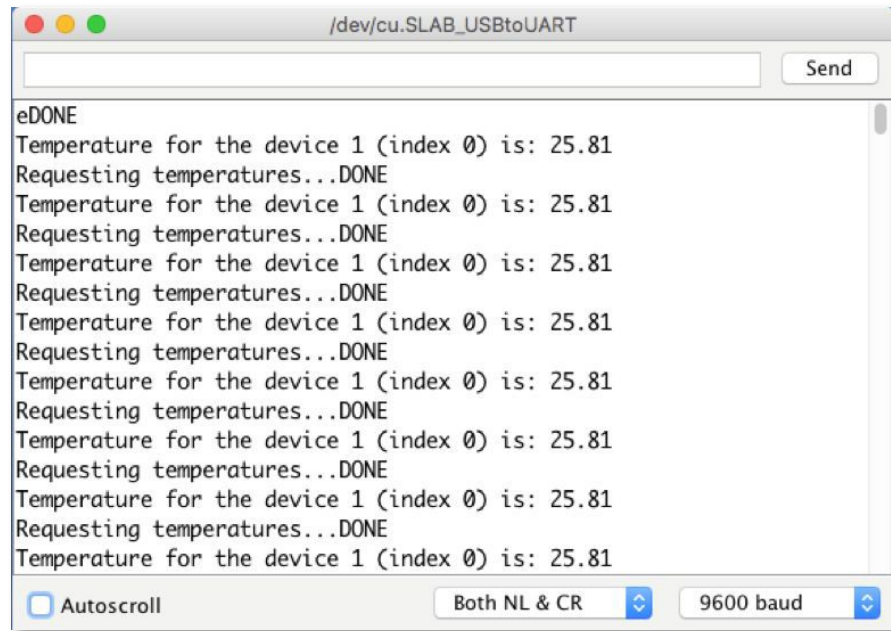 /dev/cu.SLAB_USBtoUART
Send
eDONE
Temperature for the device 1 (index 0) is: 25.81
Requesting temperatures...DONE
Temperature for the device 1 (index 0) is: 25.81
Requesting temperatures...DONE
Temperature for the device 1 (index 0) is: 25.81
Requesting temperatures...DONE
Temperature for the device 1 (index 0) is: 25.81
Requesting temperatures...DONE
Temperature for the device 1 (index 0) is: 25.81
Requesting temperatures...DONE
Temperature for the device 1 (index 0) is: 25.81
Requesting temperatures...DONE
Temperature for the device 1 (index 0) is: 25.81
Requesting temperatures...DONE
Temperature for the device 1 (index 0) is: 25.81
Autoscroll Both NL & CR 9600 baud